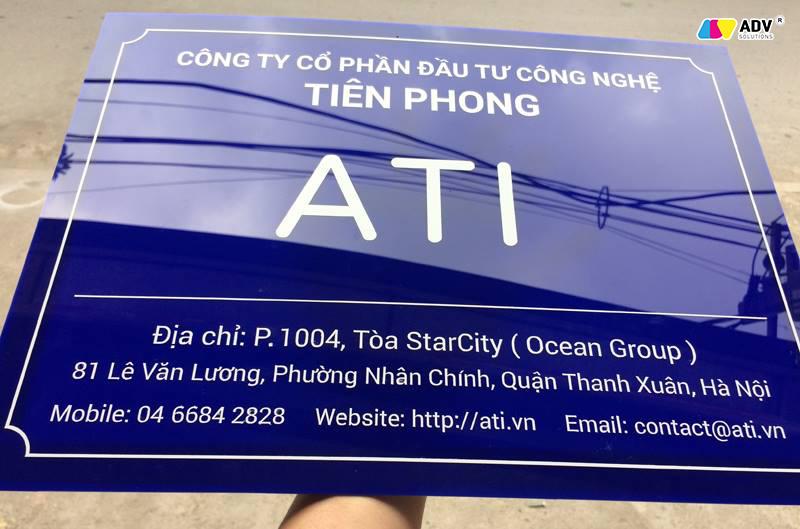 ADV ®
SOLUTIONS
CÔNG TY CỔ PHẦN ĐẦU TƯ CÔNG NGHỆ
TIÊN PHONG
ATI
Địa chỉ: P.1004, Tòa StarCity ( Ocean Group )
81 Lê Văn Lương, Phường Nhân Chính, Quận Thanh Xuân, Hà Nội
Mobile: 04 6684 2828 Website: http://ati.vn Email: contact@ati.vn